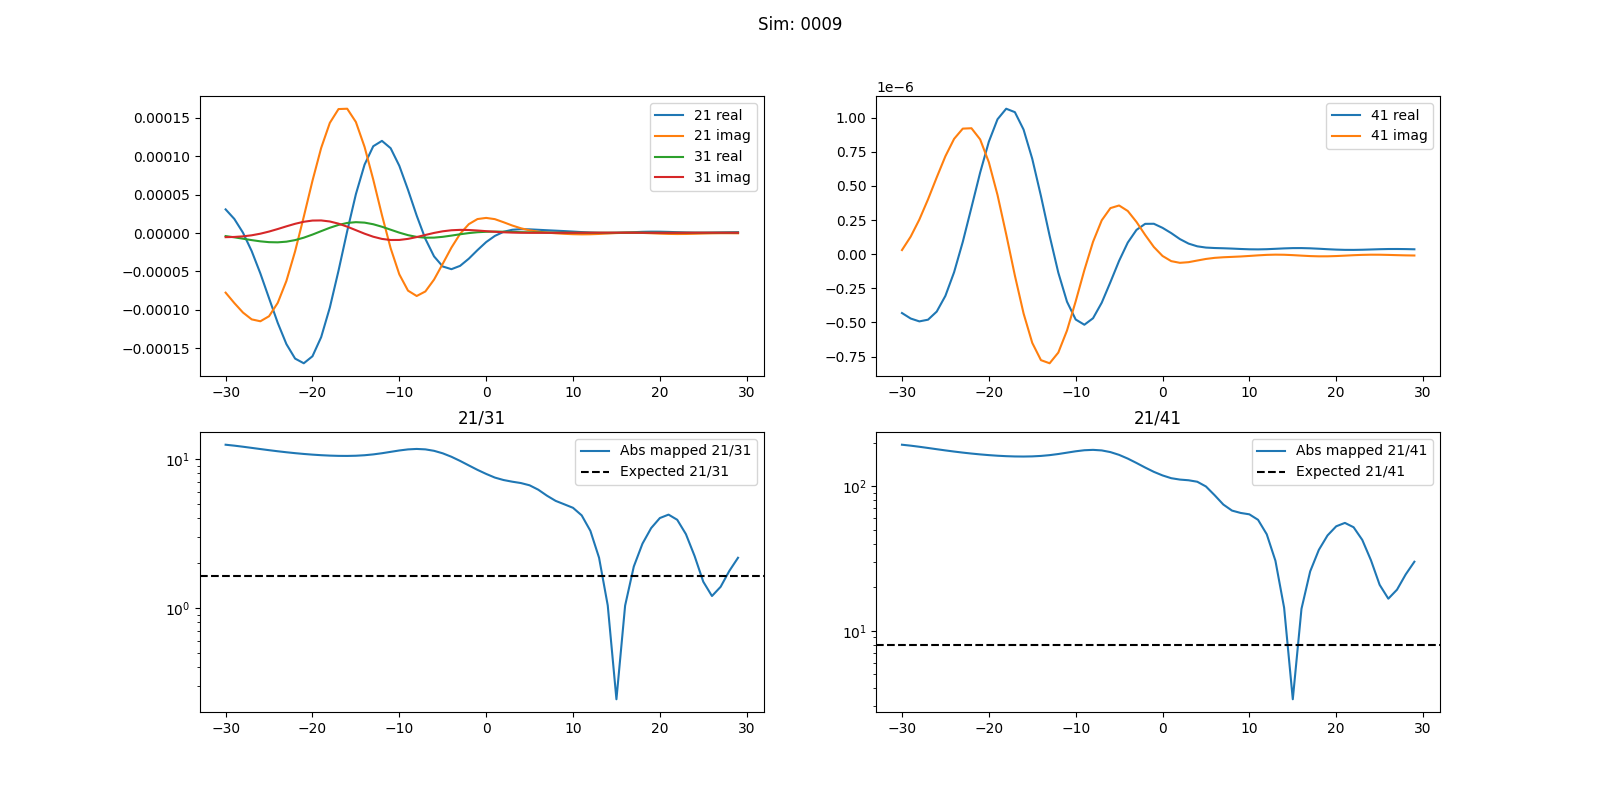 Sim: 0009
21 real
21 imag
31 real
31 imag
0.00015
0.00010
0.00005
0.00000
−0.00005
−0.00010
−0.00015
−30 −20 −10 0 10 20 30
1e−6
41 real
41 imag
1.00
0.75
0.50
0.25
0.00
−0.25
−0.50
−0.75
−30 −20 −10 0 10 20 30
21/31
Abs mapped 21/31
Expected 21/31
10¹
10⁰
−30 −20 −10 0 10 20 30
21/41
Abs mapped 21/41
Expected 21/41
10²
10¹
−30 −20 −10 0 10 20 30